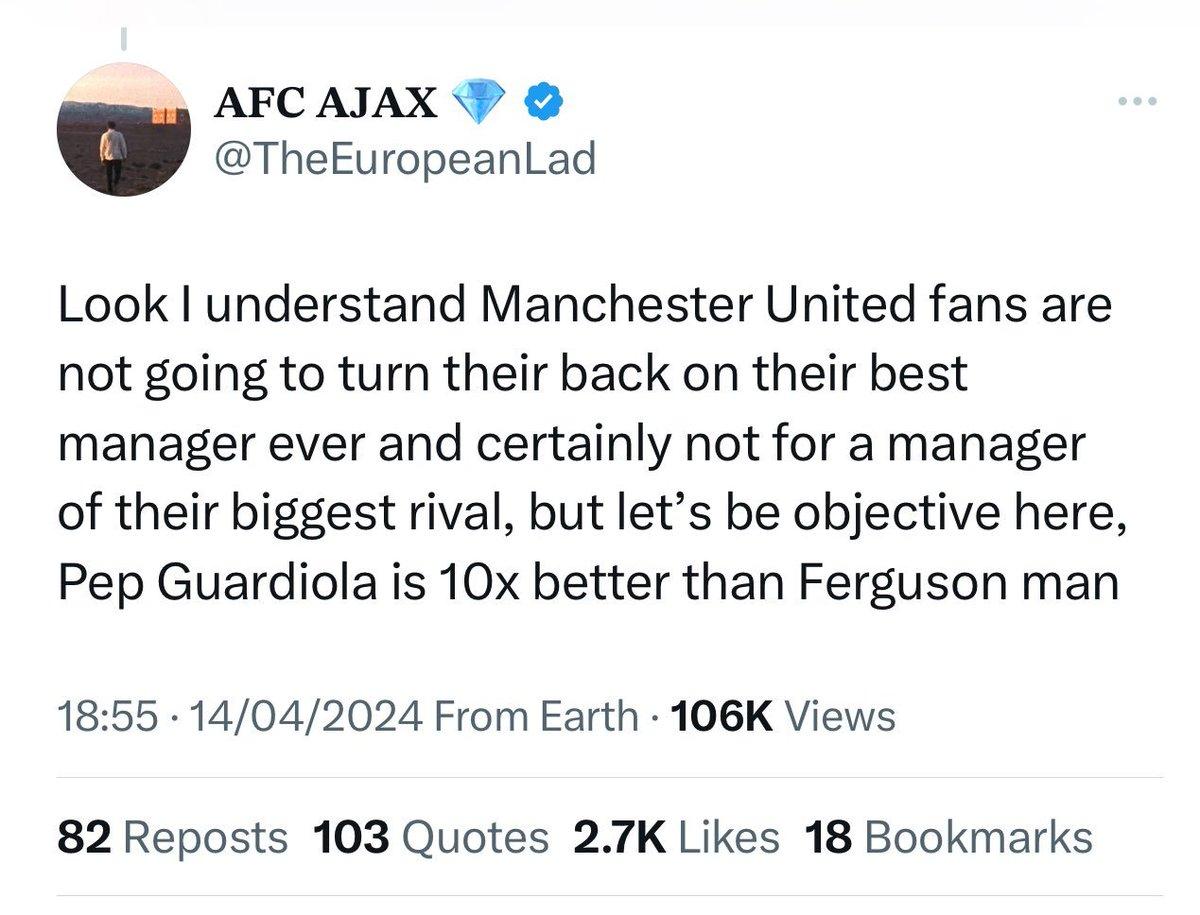 AFC AJAX 💎
@TheEuropeanLad
Look I understand Manchester United fans are
not going to turn their back on their best
manager ever and certainly not for a manager
of their biggest rival, but let’s be objective here,
Pep Guardiola is 10x better than Ferguson man
18:55 · 14/04/2024 From Earth · 106K Views
82 Reposts 103 Quotes 2.7K Likes 18 Bookmarks